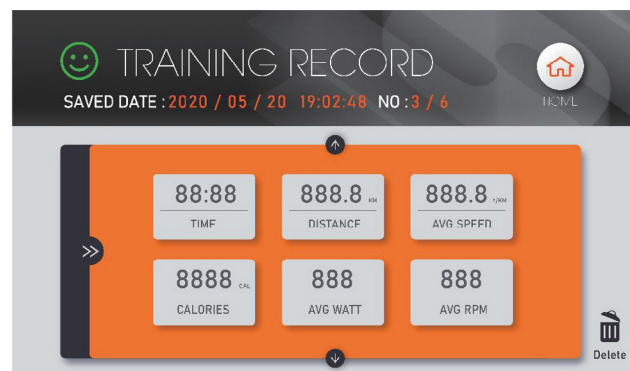 TRAINING RECORD
SAVED DATE : 2020 / 05 / 20 19:02:48 NO : 3 / 6
HOME
88:88
TIME
888.8 KM
DISTANCE
888.8 '/KM
AVG SPEED
8888 CAL
CALORIES
888
AVG WATT
888
AVG RPM
Delete